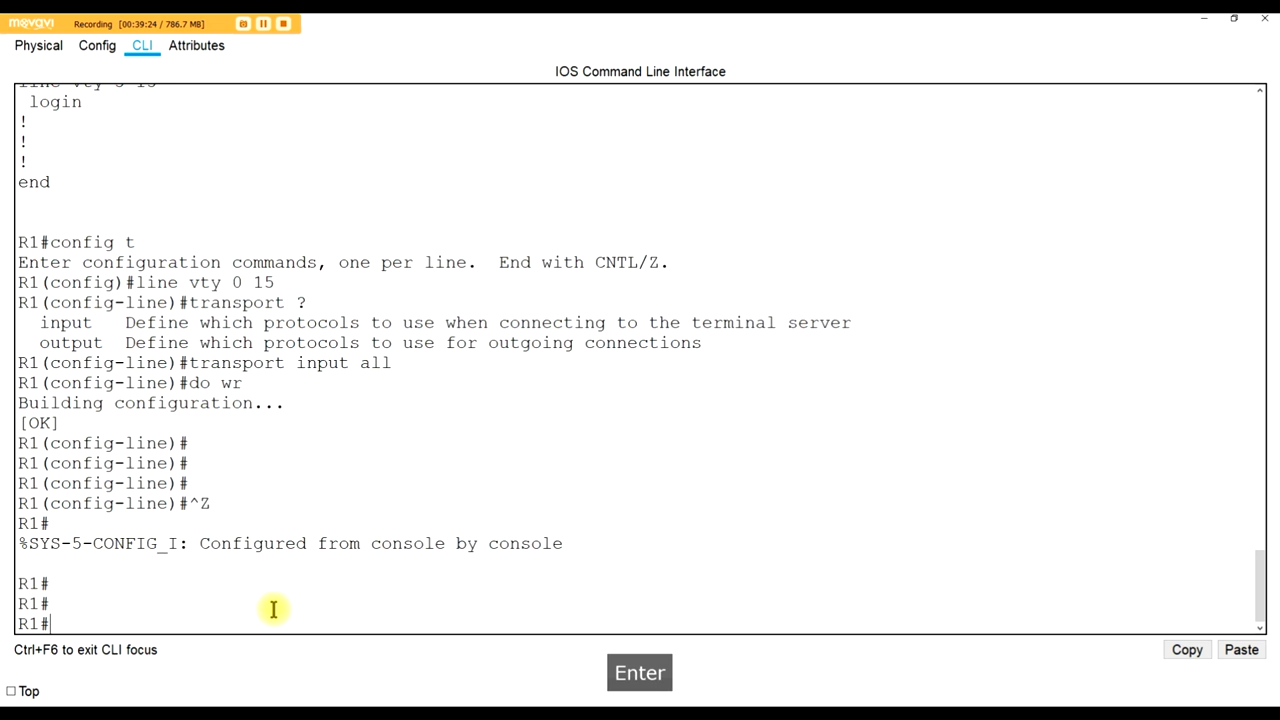 movavi Recording [00:39:24 / 786.7 MB]
Physical Config CLI Attributes
IOS Command Line Interface
login
!
!
!
end
R1#config t
Enter configuration commands, one per line.  End with CNTL/Z.
R1(config)#line vty 0 15
R1(config-line)#transport ?
input   Define which protocols to use when connecting to the terminal server
output  Define which protocols to use for outgoing connections
R1(config-line)#transport input all
R1(config-line)#do wr
Building configuration...
[OK]
R1(config-line)#
R1(config-line)#
R1(config-line)#
R1(config-line)#^Z
R1#
%SYS-5-CONFIG_I: Configured from console by console
R1#
R1#
R1#
Ctrl+F6 to exit CLI focus
Copy Paste
Enter
Top